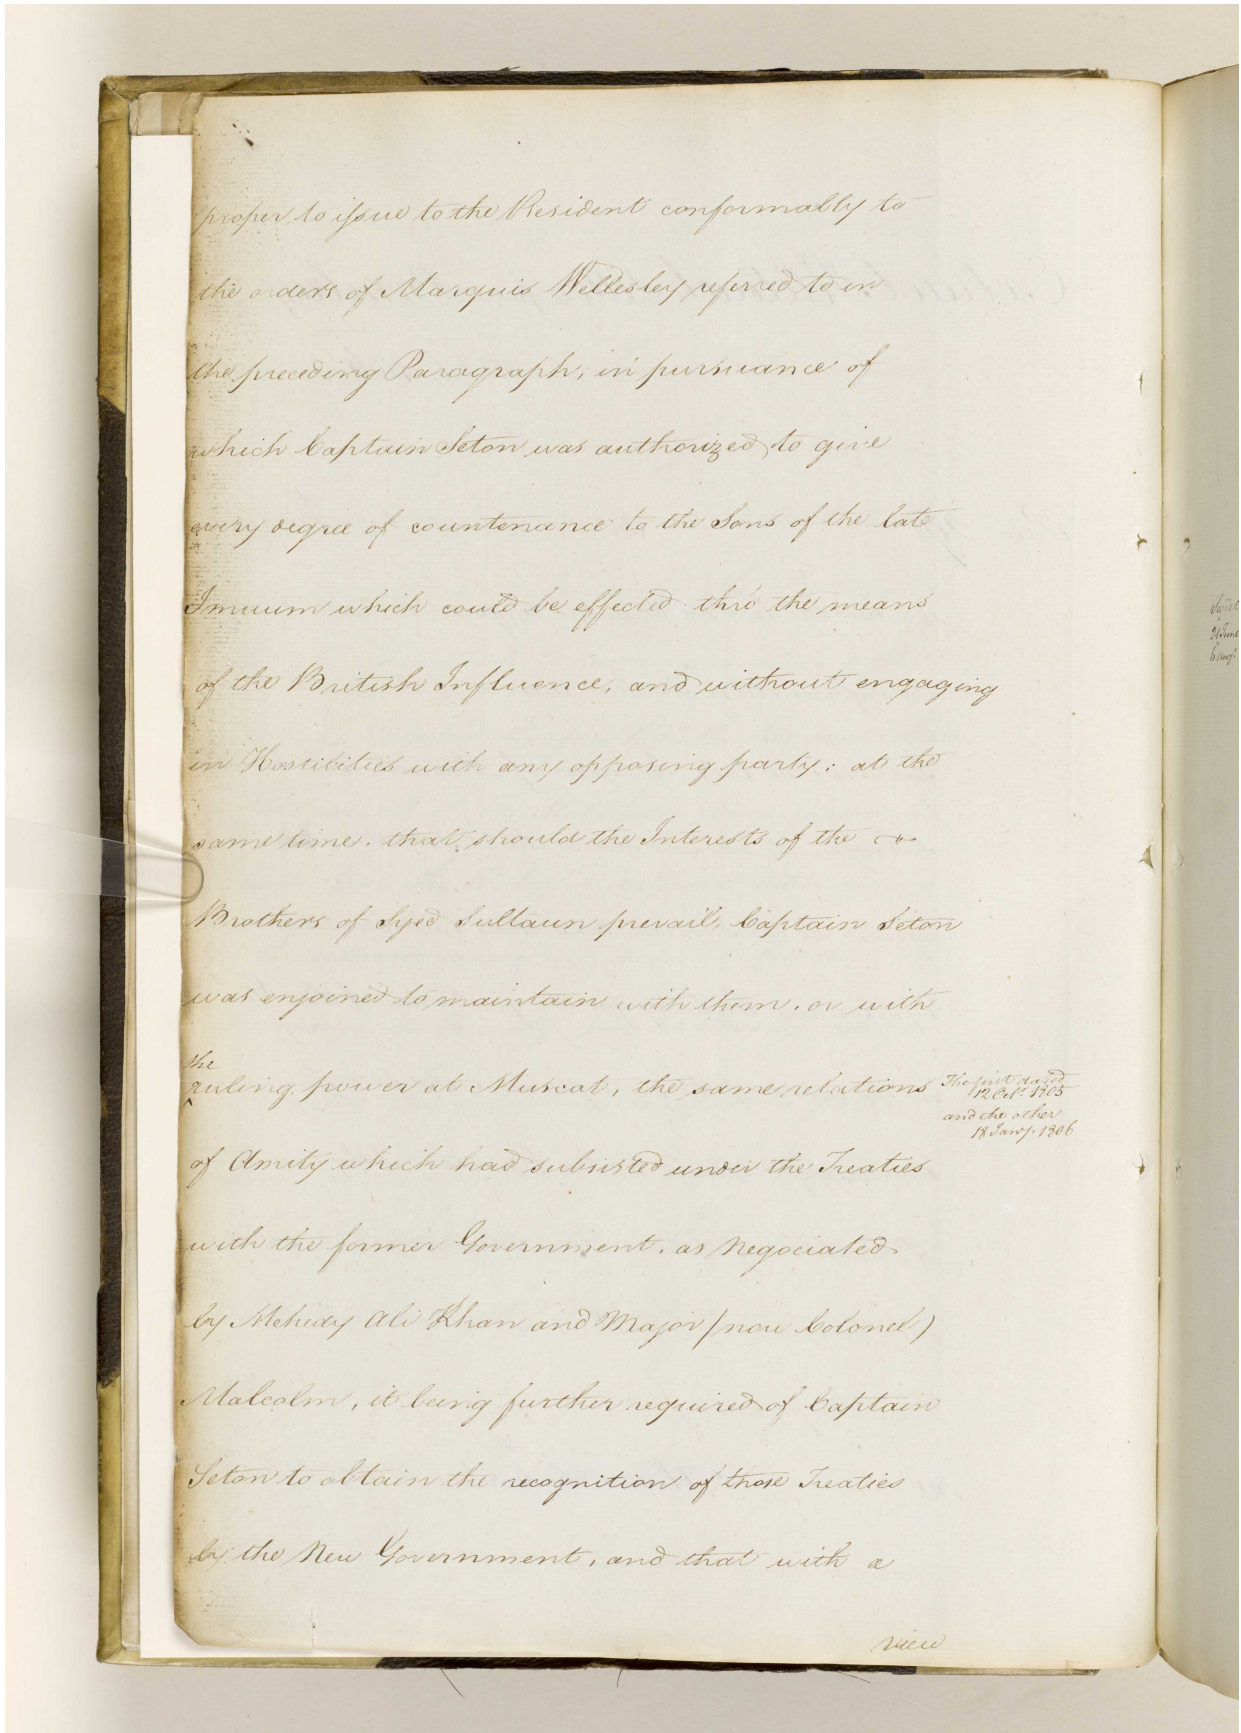 proper to issue to the Resident conformably to
the orders of Marquis Wellesley referred to in
the preceding Paragraph; in pursuance of
which Captain Seton was authorized to give
every degree of countenance to the Sons of the late
Imaum which could be effected thro' the means
of the British Influence, and without engaging
in Hostilities with any opposing party: at the
same time, that should the Interests of the
Brothers of Syed Sultaun prevail, Captain Seton
was enjoined to maintain with them, or with
the
ruling power at Muscat, the same relations
The first dated
12 Octr. 1805
and the other
18 Jany. 1806
of Amity which had subsisted under the Treaties
with the former Government, as Negociated
by Mehedy Ali Khan and Major (now Colonel)
Malcolm, it being further required of Captain
Seton to obtain the recognition of those Treaties
by the New Government, and that with a
view
21 June
6 Augt